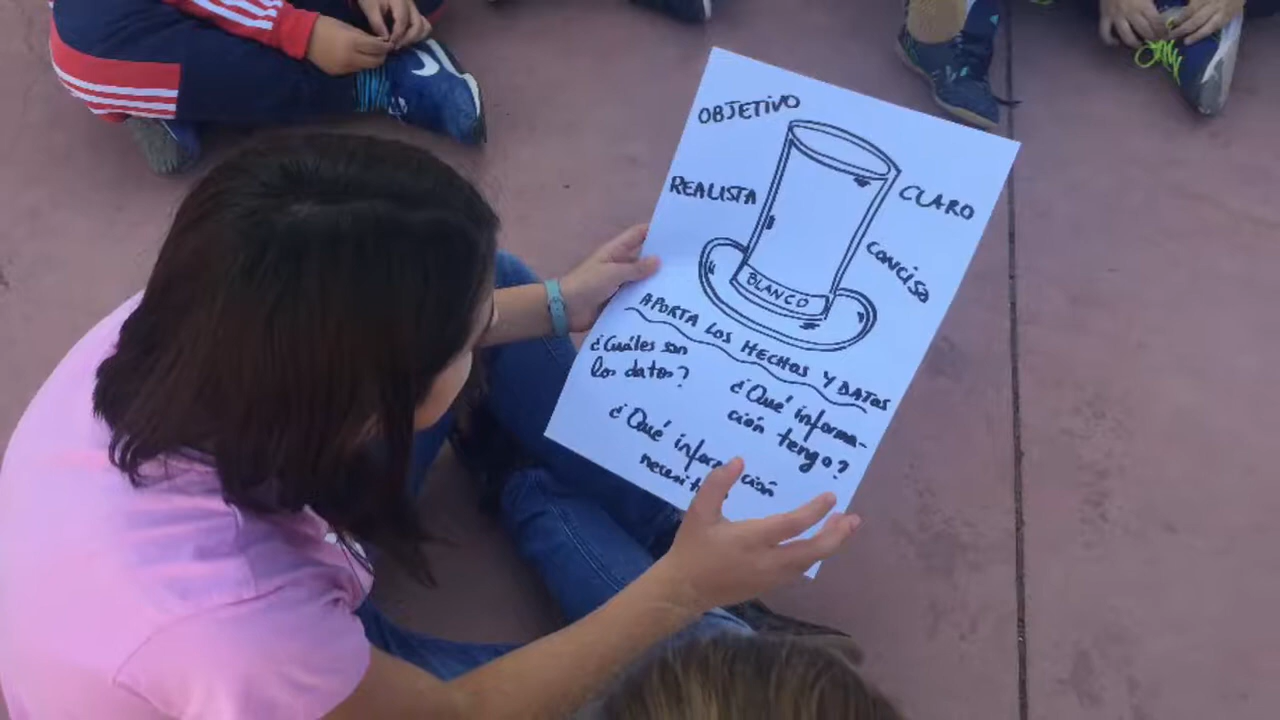 OBJETIVO
REALISTA
CLARO
CONCISO
BLANCO
APORTA LOS HECHOS Y DATOS
¿Cuáles son
los datos?
¿Qué informa-
ción tengo?
¿Qué información